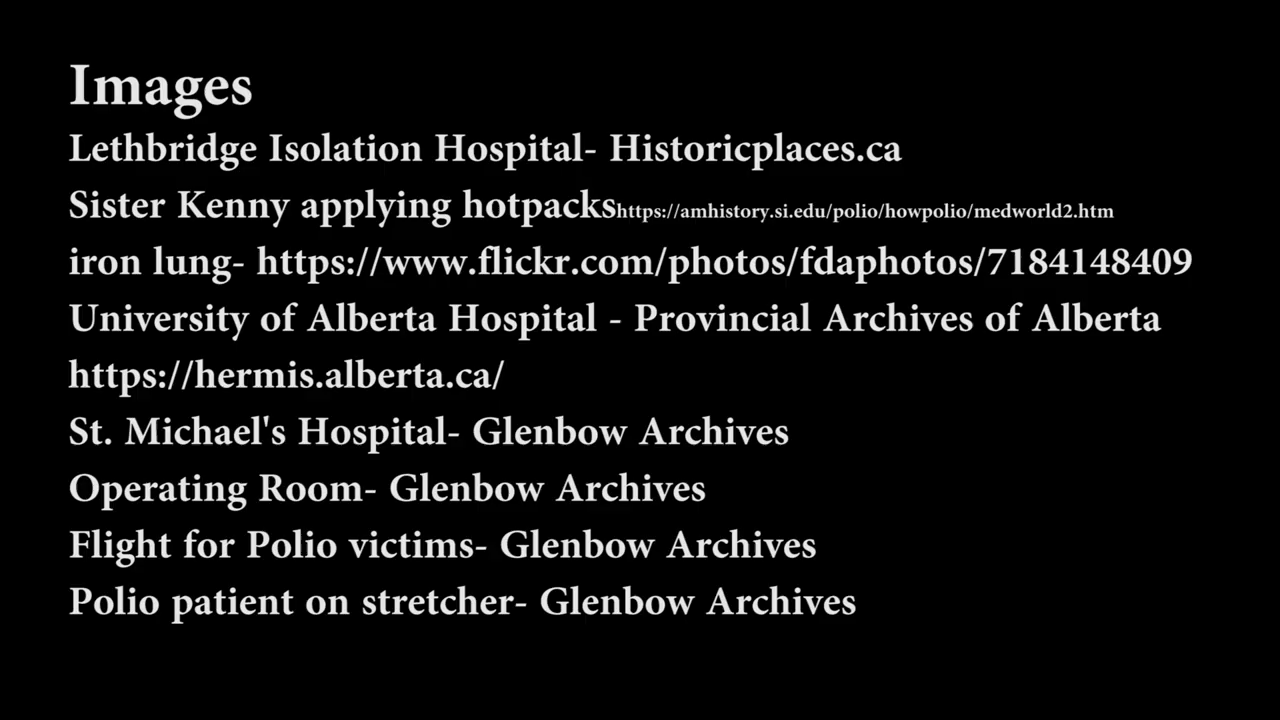 Images
Lethbridge Isolation Hospital- Historicplaces.ca
Sister Kenny applying hotpackshttps://amhistory.si.edu/polio/howpolio/medworld2.htm
iron lung- https://www.flickr.com/photos/fdaphotos/7184148409
University of Alberta Hospital - Provincial Archives of Alberta
https://hermis.alberta.ca/
St. Michael's Hospital- Glenbow Archives
Operating Room- Glenbow Archives
Flight for Polio victims- Glenbow Archives
Polio patient on stretcher- Glenbow Archives